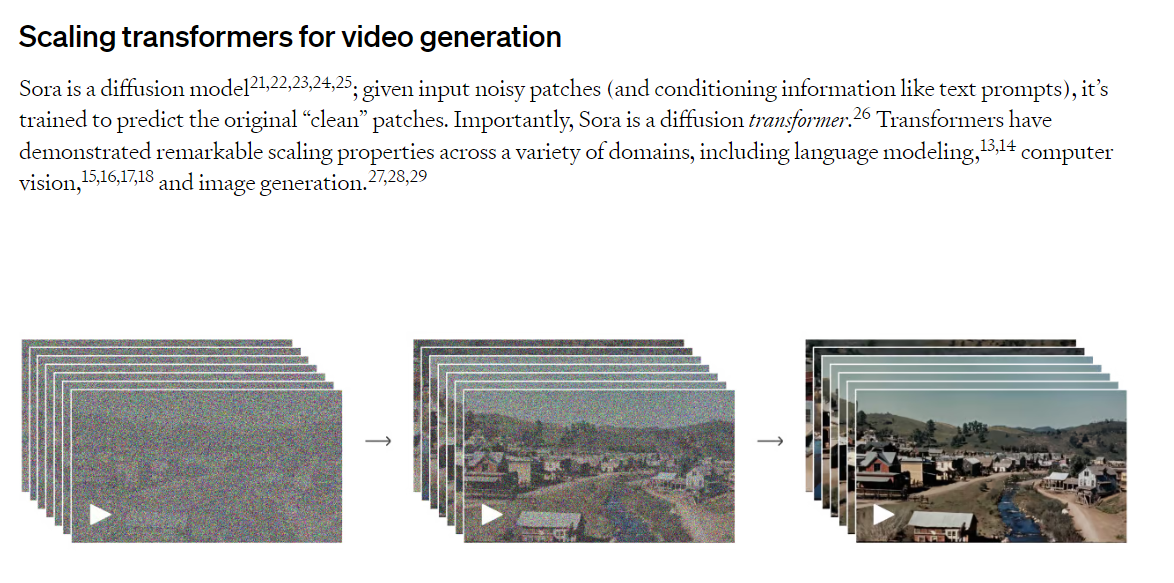 Scaling transformers for video generation
Sora is a diffusion model21,22,23,24,25; given input noisy patches (and conditioning information like text prompts), it’s
trained to predict the original “clean” patches. Importantly, Sora is a diffusion transformer.26 Transformers have
demonstrated remarkable scaling properties across a variety of domains, including language modeling,13,14 computer
vision,15,16,17,18 and image generation.27,28,29